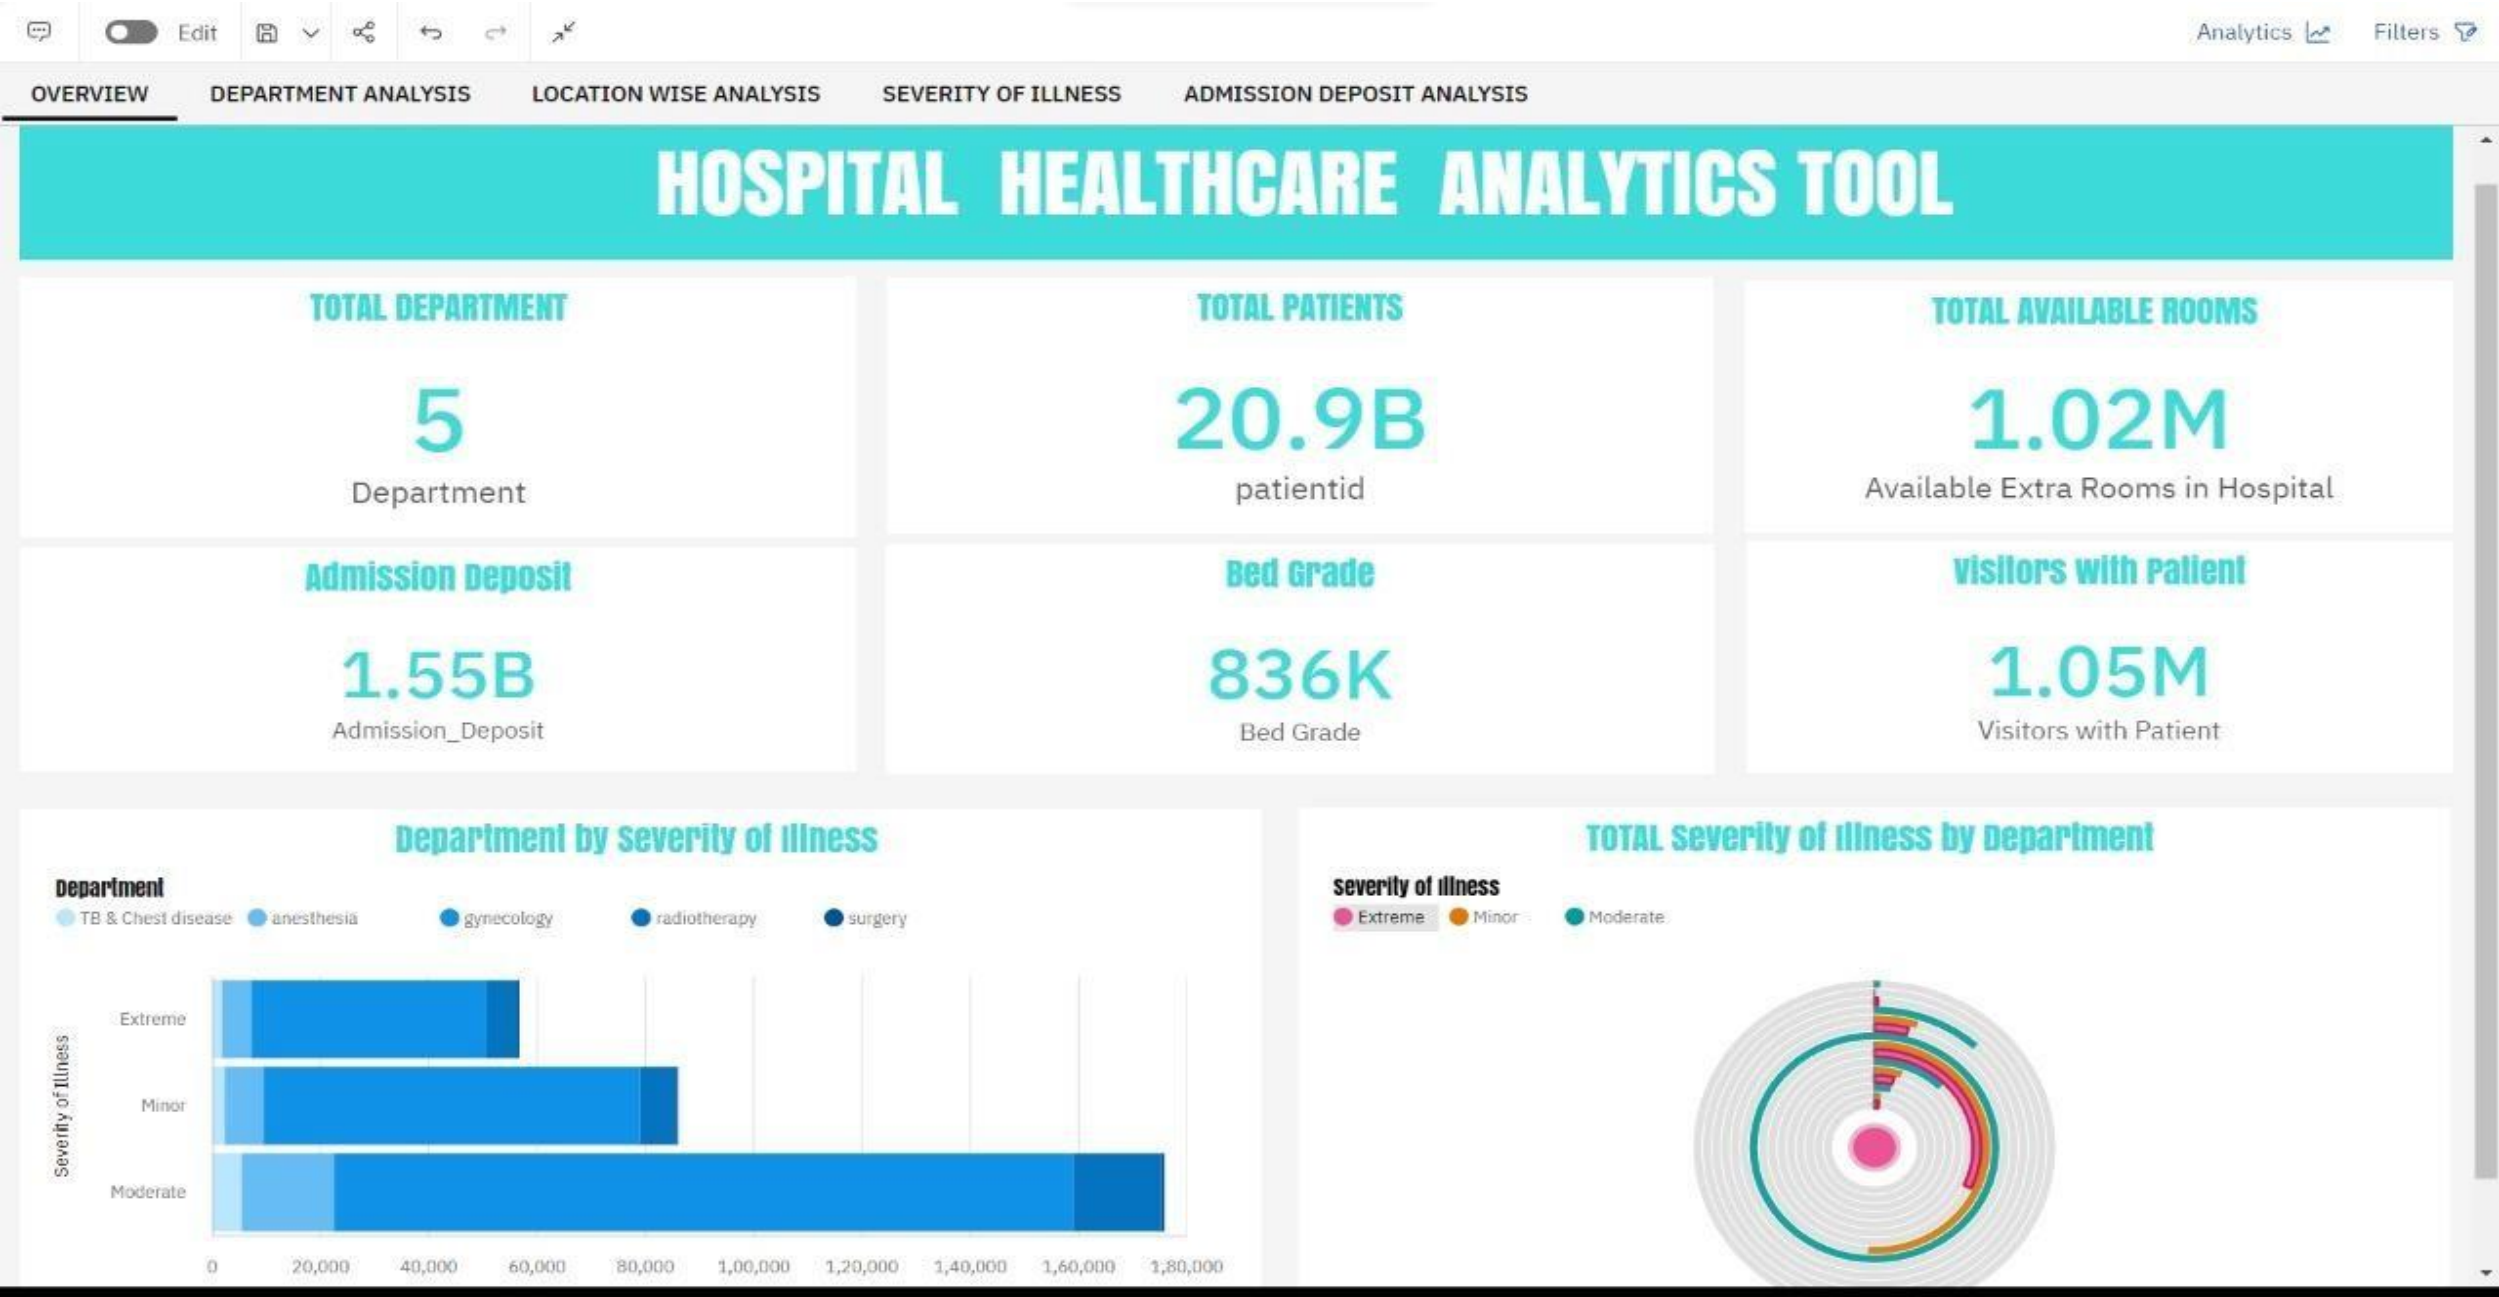 Edit
Analytics
Filters
OVERVIEW DEPARTMENT ANALYSIS LOCATION WISE ANALYSIS SEVERITY OF ILLNESS ADMISSION DEPOSIT ANALYSIS
HOSPITAL HEALTHCARE ANALYTICS TOOL
TOTAL DEPARTMENT
5
Department
TOTAL PATIENTS
20.9B
patientid
TOTAL AVAILABLE ROOMS
1.02M
Available Extra Rooms in Hospital
Admission Deposit
1.55B
Admission_Deposit
Bed Grade
836K
Bed Grade
Visitors with Patient
1.05M
Visitors with Patient
Department by Severity of Illness
Department
TB & Chest disease anesthesia gynecology radiotherapy surgery
Severity of Illness
Extreme
Minor
Moderate
0 20,000 40,000 60,000 80,000 1,00,000 1,20,000 1,40,000 1,60,000 1,80,000
TOTAL Severity of Illness by Department
Severity of Illness
Extreme Minor Moderate